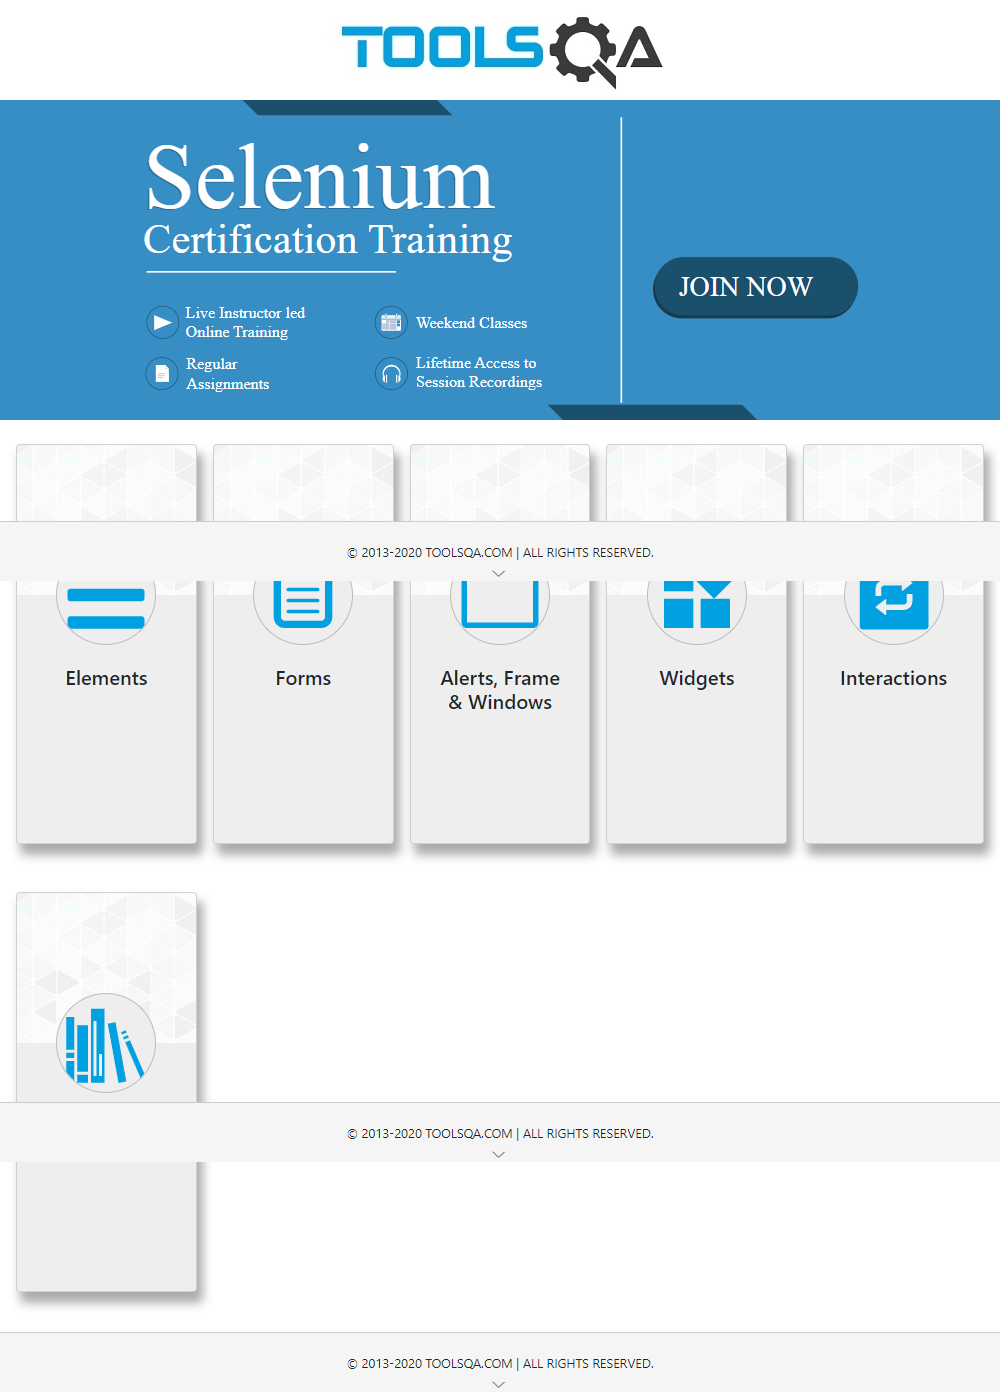 TOOLSQA
Selenium
Certification Training
JOIN NOW
Live Instructor led
Online Training
Weekend Classes
Regular
Assignments
Lifetime Access to
Session Recordings
© 2013-2020 TOOLSQA.COM | ALL RIGHTS RESERVED.
Elements
Forms
Alerts, Frame
& Windows
Widgets
Interactions
© 2013-2020 TOOLSQA.COM | ALL RIGHTS RESERVED.
© 2013-2020 TOOLSQA.COM | ALL RIGHTS RESERVED.